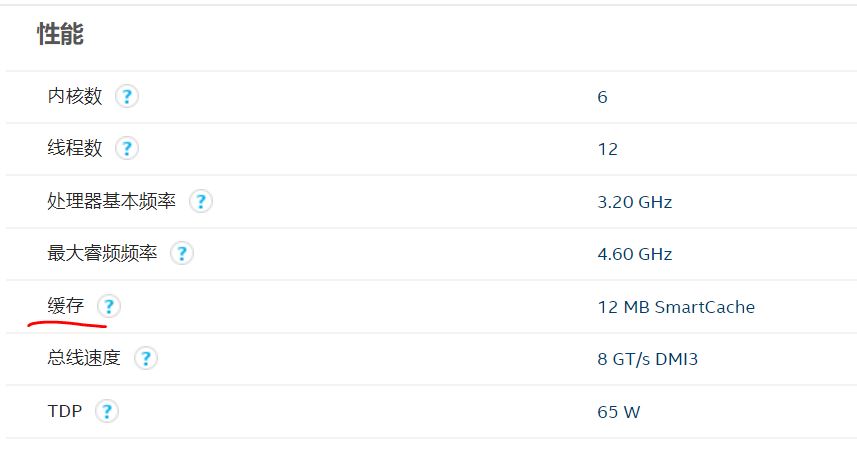 性能
内核数 ? 6
线程数 ? 12
处理器基本频率 ? 3.20 GHz
最大睿频频率 ? 4.60 GHz
缓存 ? 12 MB SmartCache
总线速度 ? 8 GT/s DMI3
TDP ? 65 W